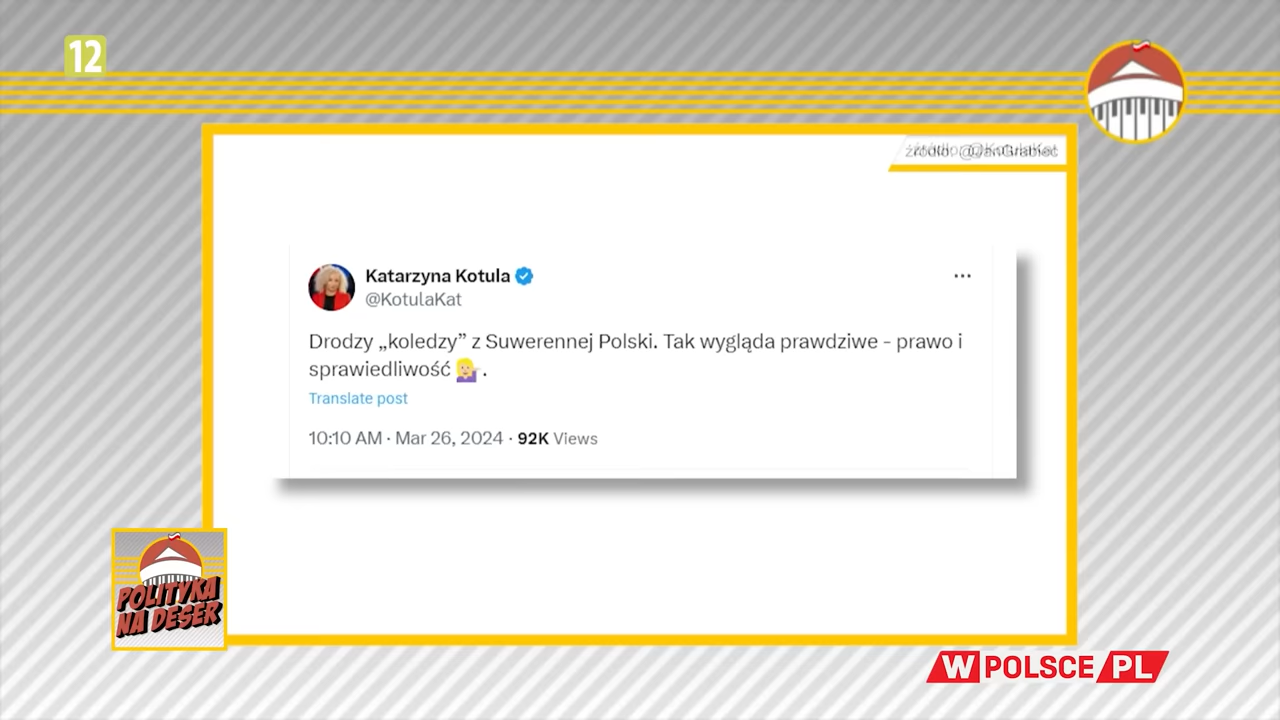 12
źródło:
Katarzyna Kotula
@KotulaKat
Drodzy „koledzy” z Suwerennej Polski. Tak wygląda prawdziwe - prawo i
sprawiedliwość 💁🏼‍♀️ .
Translate post
10:10 AM · Mar 26, 2024 · 92K Views
POLITYKA
NA DESER
WPOLSCE PL